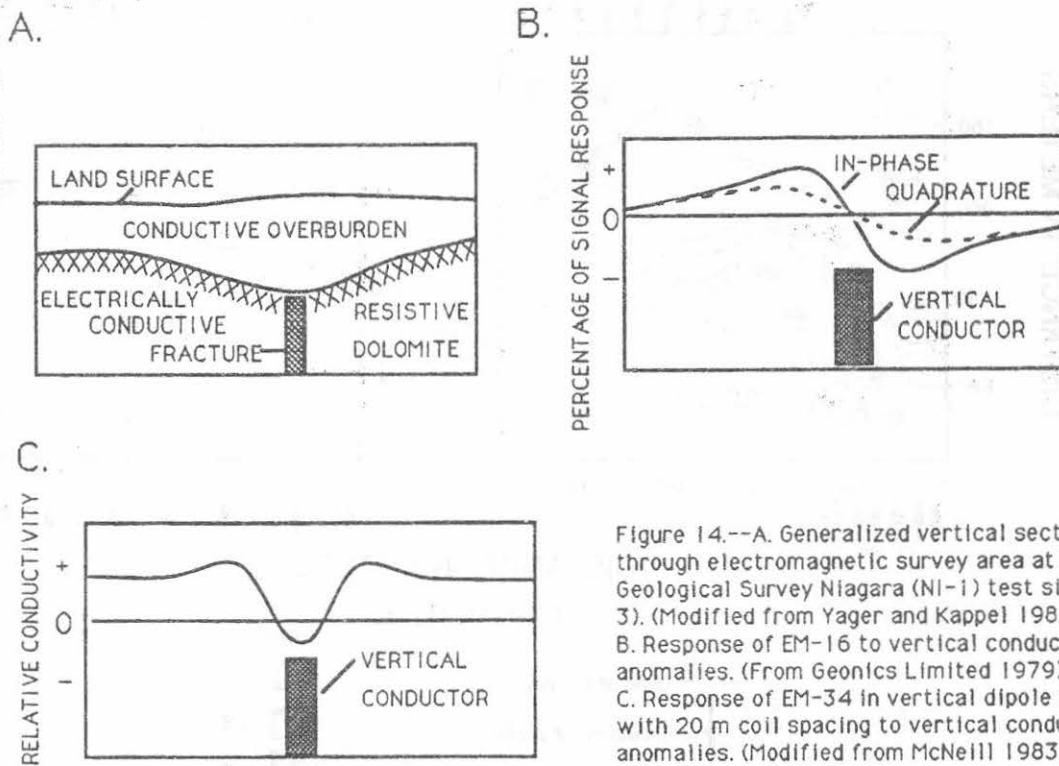 A.
LAND SURFACE
CONDUCTIVE OVERBURDEN
ELECTRICALLY
CONDUCTIVE
FRACTURE
RESISTIVE
DOLOMITE
B.
PERCENTAGE OF SIGNAL RESPONSE
+
0
–
IN-PHASE
QUADRATURE
VERTICAL
CONDUCTOR
C.
RELATIVE CONDUCTIVITY
+
0
–
VERTICAL
CONDUCTOR
Figure 14.--A. Generalized vertical sect
through electromagnetic survey area at
Geological Survey Niagara (NI-1) test si
3). (Modified from Yager and Kappel 198
B. Response of EM-16 to vertical conduc
anomalies. (From Geonics Limited 1979)
C. Response of EM-34 in vertical dipole
with 20 m coil spacing to vertical condu
anomalies. (Modified from McNeill 1983